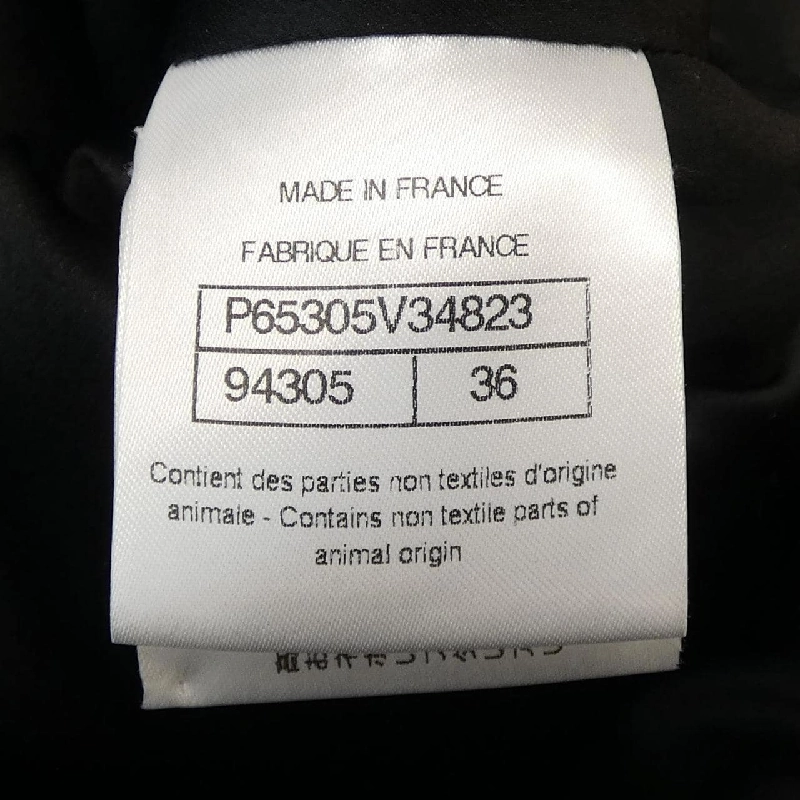 MADE IN FRANCE
FABRIQUE EN FRANCE
P65305V34823
94305 36
Contient des parties non textiles d'origine
animale - Contains non textile parts of
animal origin